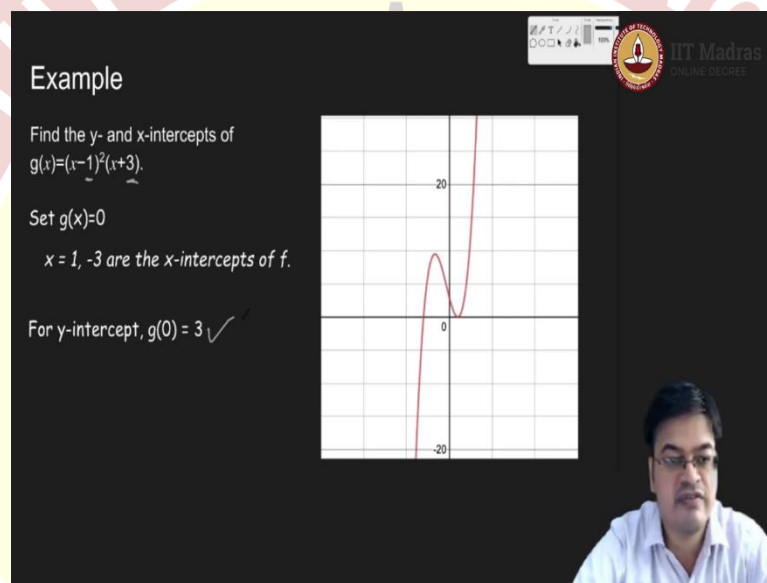 IIT Madras
ONLINE DEGREE
Example
Find the y- and x-intercepts of
g(x)=(x−1)²(x+3).
Set g(x)=0
x = 1, -3 are the x-intercepts of f.
For y-intercept, g(0) = 3
20
0
-20
100%